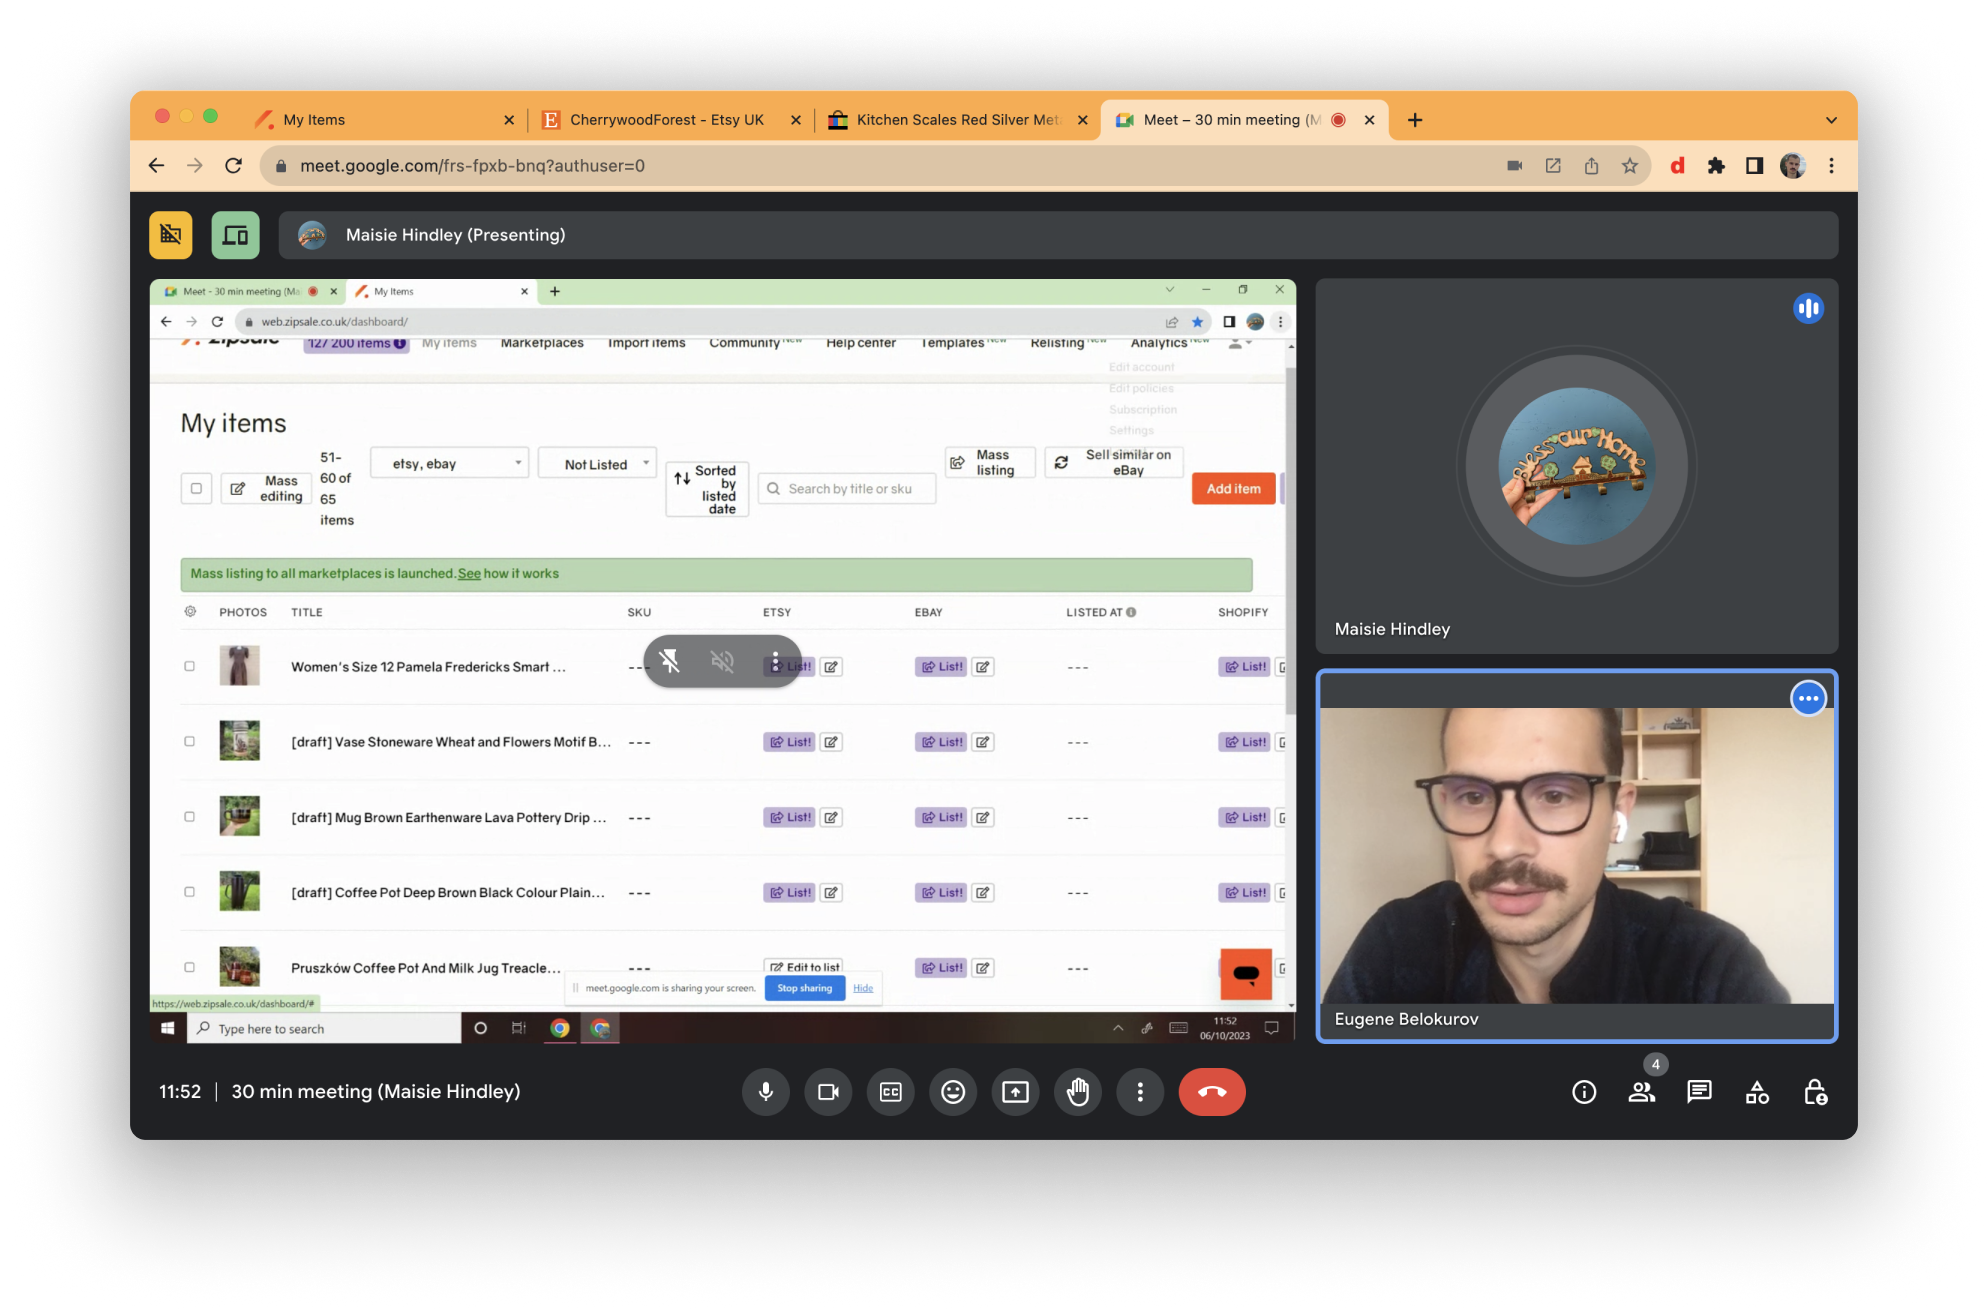 My Items
CherrywoodForest - Etsy UK
Kitchen Scales Red Silver Met
Meet – 30 min meeting (M
meet.google.com/frs-fpxb-bnq?authuser=0
Maisie Hindley (Presenting)
Meet - 30 min meeting (Ma
My Items
web.zipsale.co.uk/dashboard/
zipsale
127 200 items
My items
Marketplaces
Import items
Community New
Help center
Templates New
Relisting New
Analytics New
Edit account
Edit policies
Subscription
Settings
My items
Mass editing
51-60 of 65 items
etsy, ebay
Not Listed
Sorted by listed date
Search by title or sku
Mass listing
Sell similar on eBay
Add item
Mass listing to all marketplaces is launched. See how it works
PHOTOS TITLE SKU ETSY EBAY LISTED AT SHOPIFY
Women's Size 12 Pamela Fredericks Smart ... --- List! List! --- List!
[draft] Vase Stoneware Wheat and Flowers Motif B... --- List! List! --- List!
[draft] Mug Brown Earthenware Lava Pottery Drip ... --- List! List! --- List!
[draft] Coffee Pot Deep Brown Black Colour Plain... --- List! List! --- List!
Pruszków Coffee Pot And Milk Jug Treacle... --- Edit to list List! ---
meet.google.com is sharing your screen. Stop sharing Hide
https://web.zipsale.co.uk/dashboard/#
Type here to search
11:52
06/10/2023
Bless our Home
Maisie Hindley
Eugene Belokurov
11:52 | 30 min meeting (Maisie Hindley)
CC
4